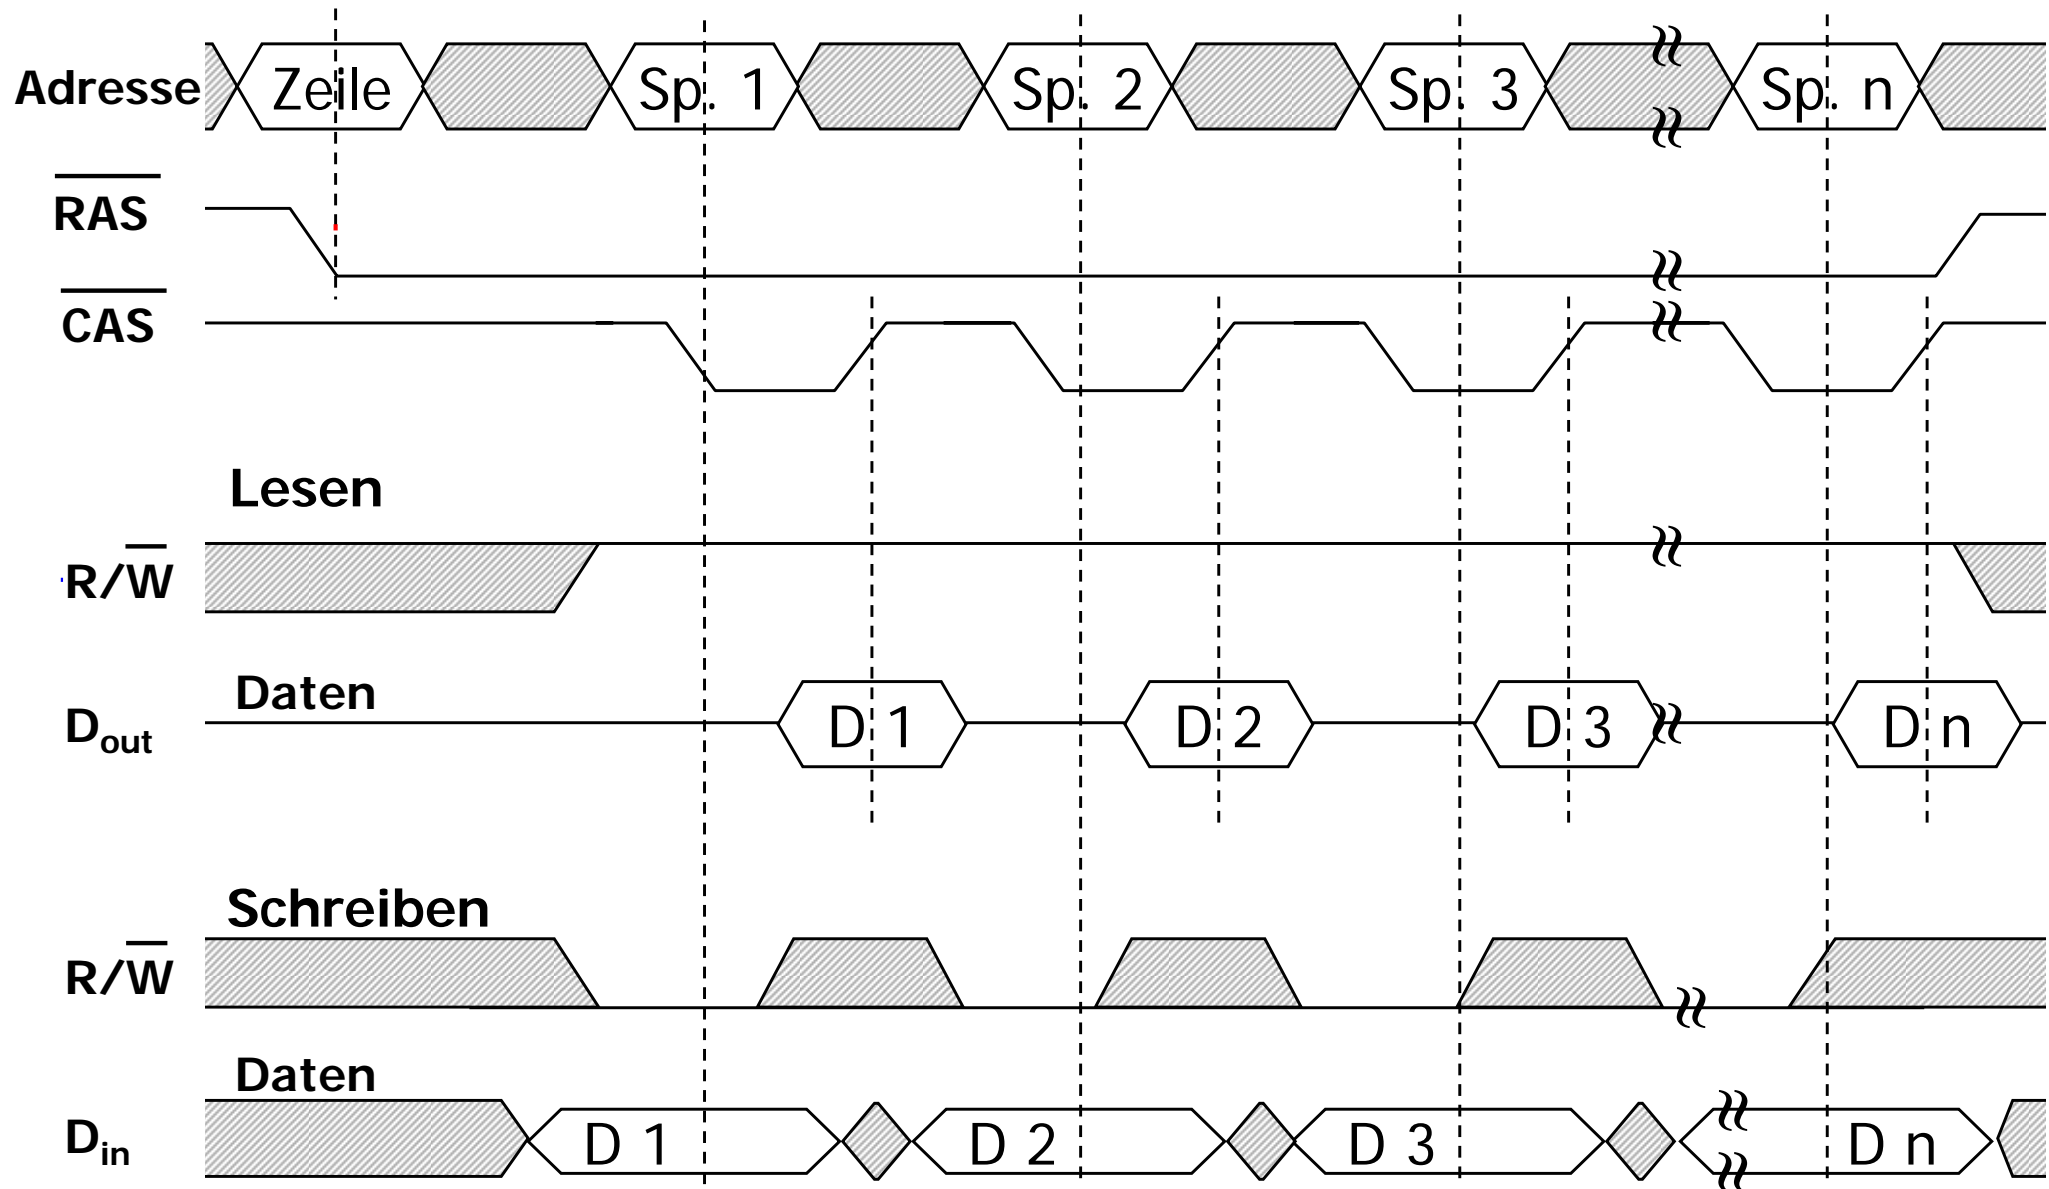 Adresse Zeile Sp. 1 Sp. 2 Sp. 3 Sp. n
RAS
CAS
Lesen
R/W
Daten
Dout D 1 D 2 D 3 D n
Schreiben
R/W
Daten
Din D 1 D 2 D 3 D n